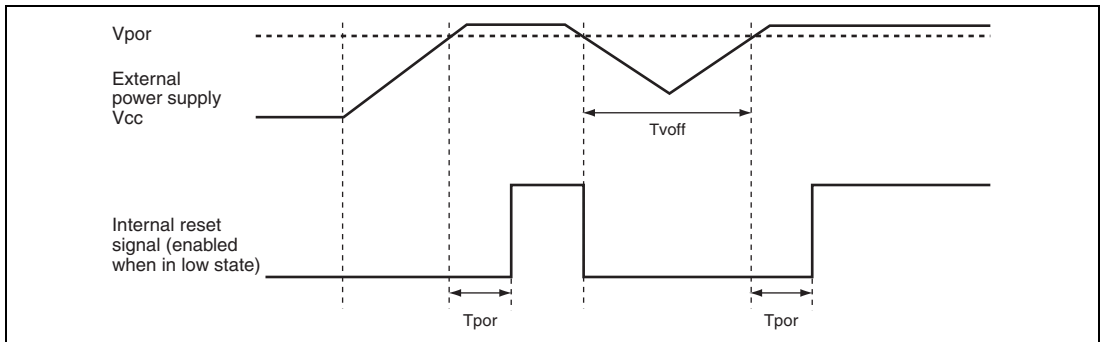 Vpor
External
power supply
Vcc
Tvoff
Internal reset
signal (enabled
when in low state)
Tpor
Tpor